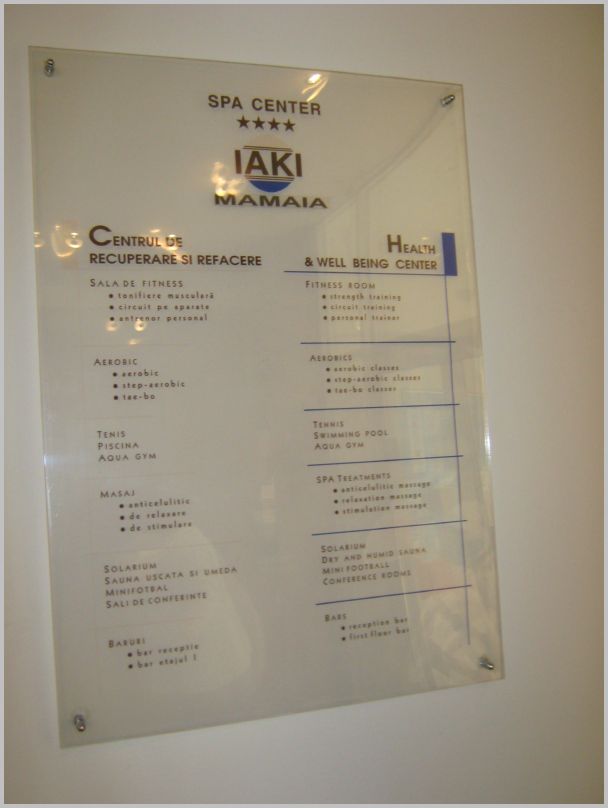 SPA CENTER
★★★★
IAKI
MAMAIA
CENTRUL DE
RECUPERARE SI REFACERE
SALA DE FITNESS
• tonifiere musculară
• circuit pe aparate
• antrenor personal
AEROBIC
• aerobic
• step-aerobic
• tae-bo
TENIS
PISCINA
AQUA GYM
MASAJ
• anticelulitic
• de relaxare
• de stimulare
SOLARIUM
SAUNA USCATA SI UMEDA
MINIFOTBAL
SALI DE CONFERINTE
BARURI
• bar receptie
• bar etajul I
HEALTH
& WELL BEING CENTER
FITNESS ROOM
• strength training
• circuit training
• personal trainer
AEROBICS
• aerobic classes
• step-aerobic classes
• tae-bo classes
TENNIS
SWIMMING POOL
AQUA GYM
SPA TREATMENTS
• anticelulitic massage
• relaxation massage
• stimulation massage
SOLARIUM
DRY AND HUMID SAUNA
MINI FOOTBALL
CONFERENCE ROOMS
BARS
• reception bar
• first floor bar